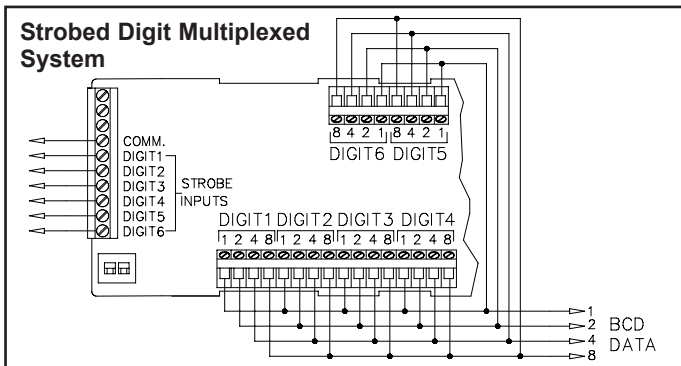 Strobed Digit Multiplexed
System
8 4 2 1 8 4 2 1
DIGIT6 DIGIT5
COMM.
DIGIT1
DIGIT2
DIGIT3
DIGIT4
DIGIT5
DIGIT6
STROBE
INPUTS
DIGIT1 DIGIT2 DIGIT3 DIGIT4
1 2 4 8 1 2 4 8 1 2 4 8 1 2 4 8
1
2
4
8
BCD
DATA